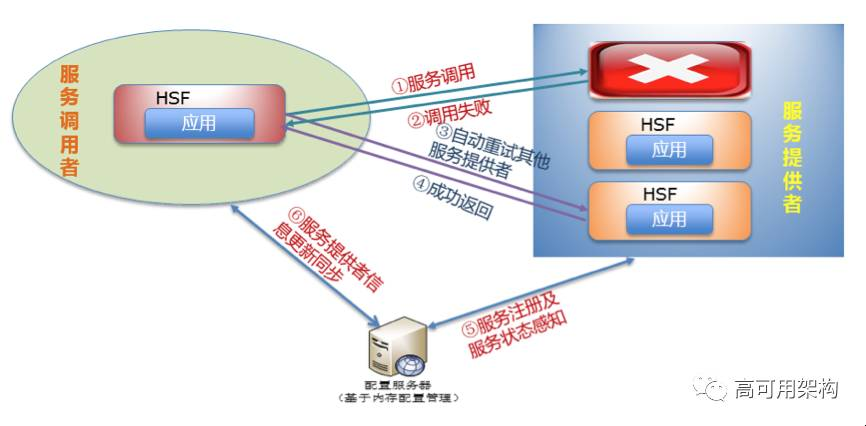 服务调用者
HSF
应用
①服务调用
②调用失败
③自动重试其他
服务提供者
④成功返回
HSF
应用
HSF
应用
服务提供者
⑥服务提供者信
息更新同步
⑤服务注册及
服务状态感知
配置服务器
(基于内存配置管理)
高可用架构